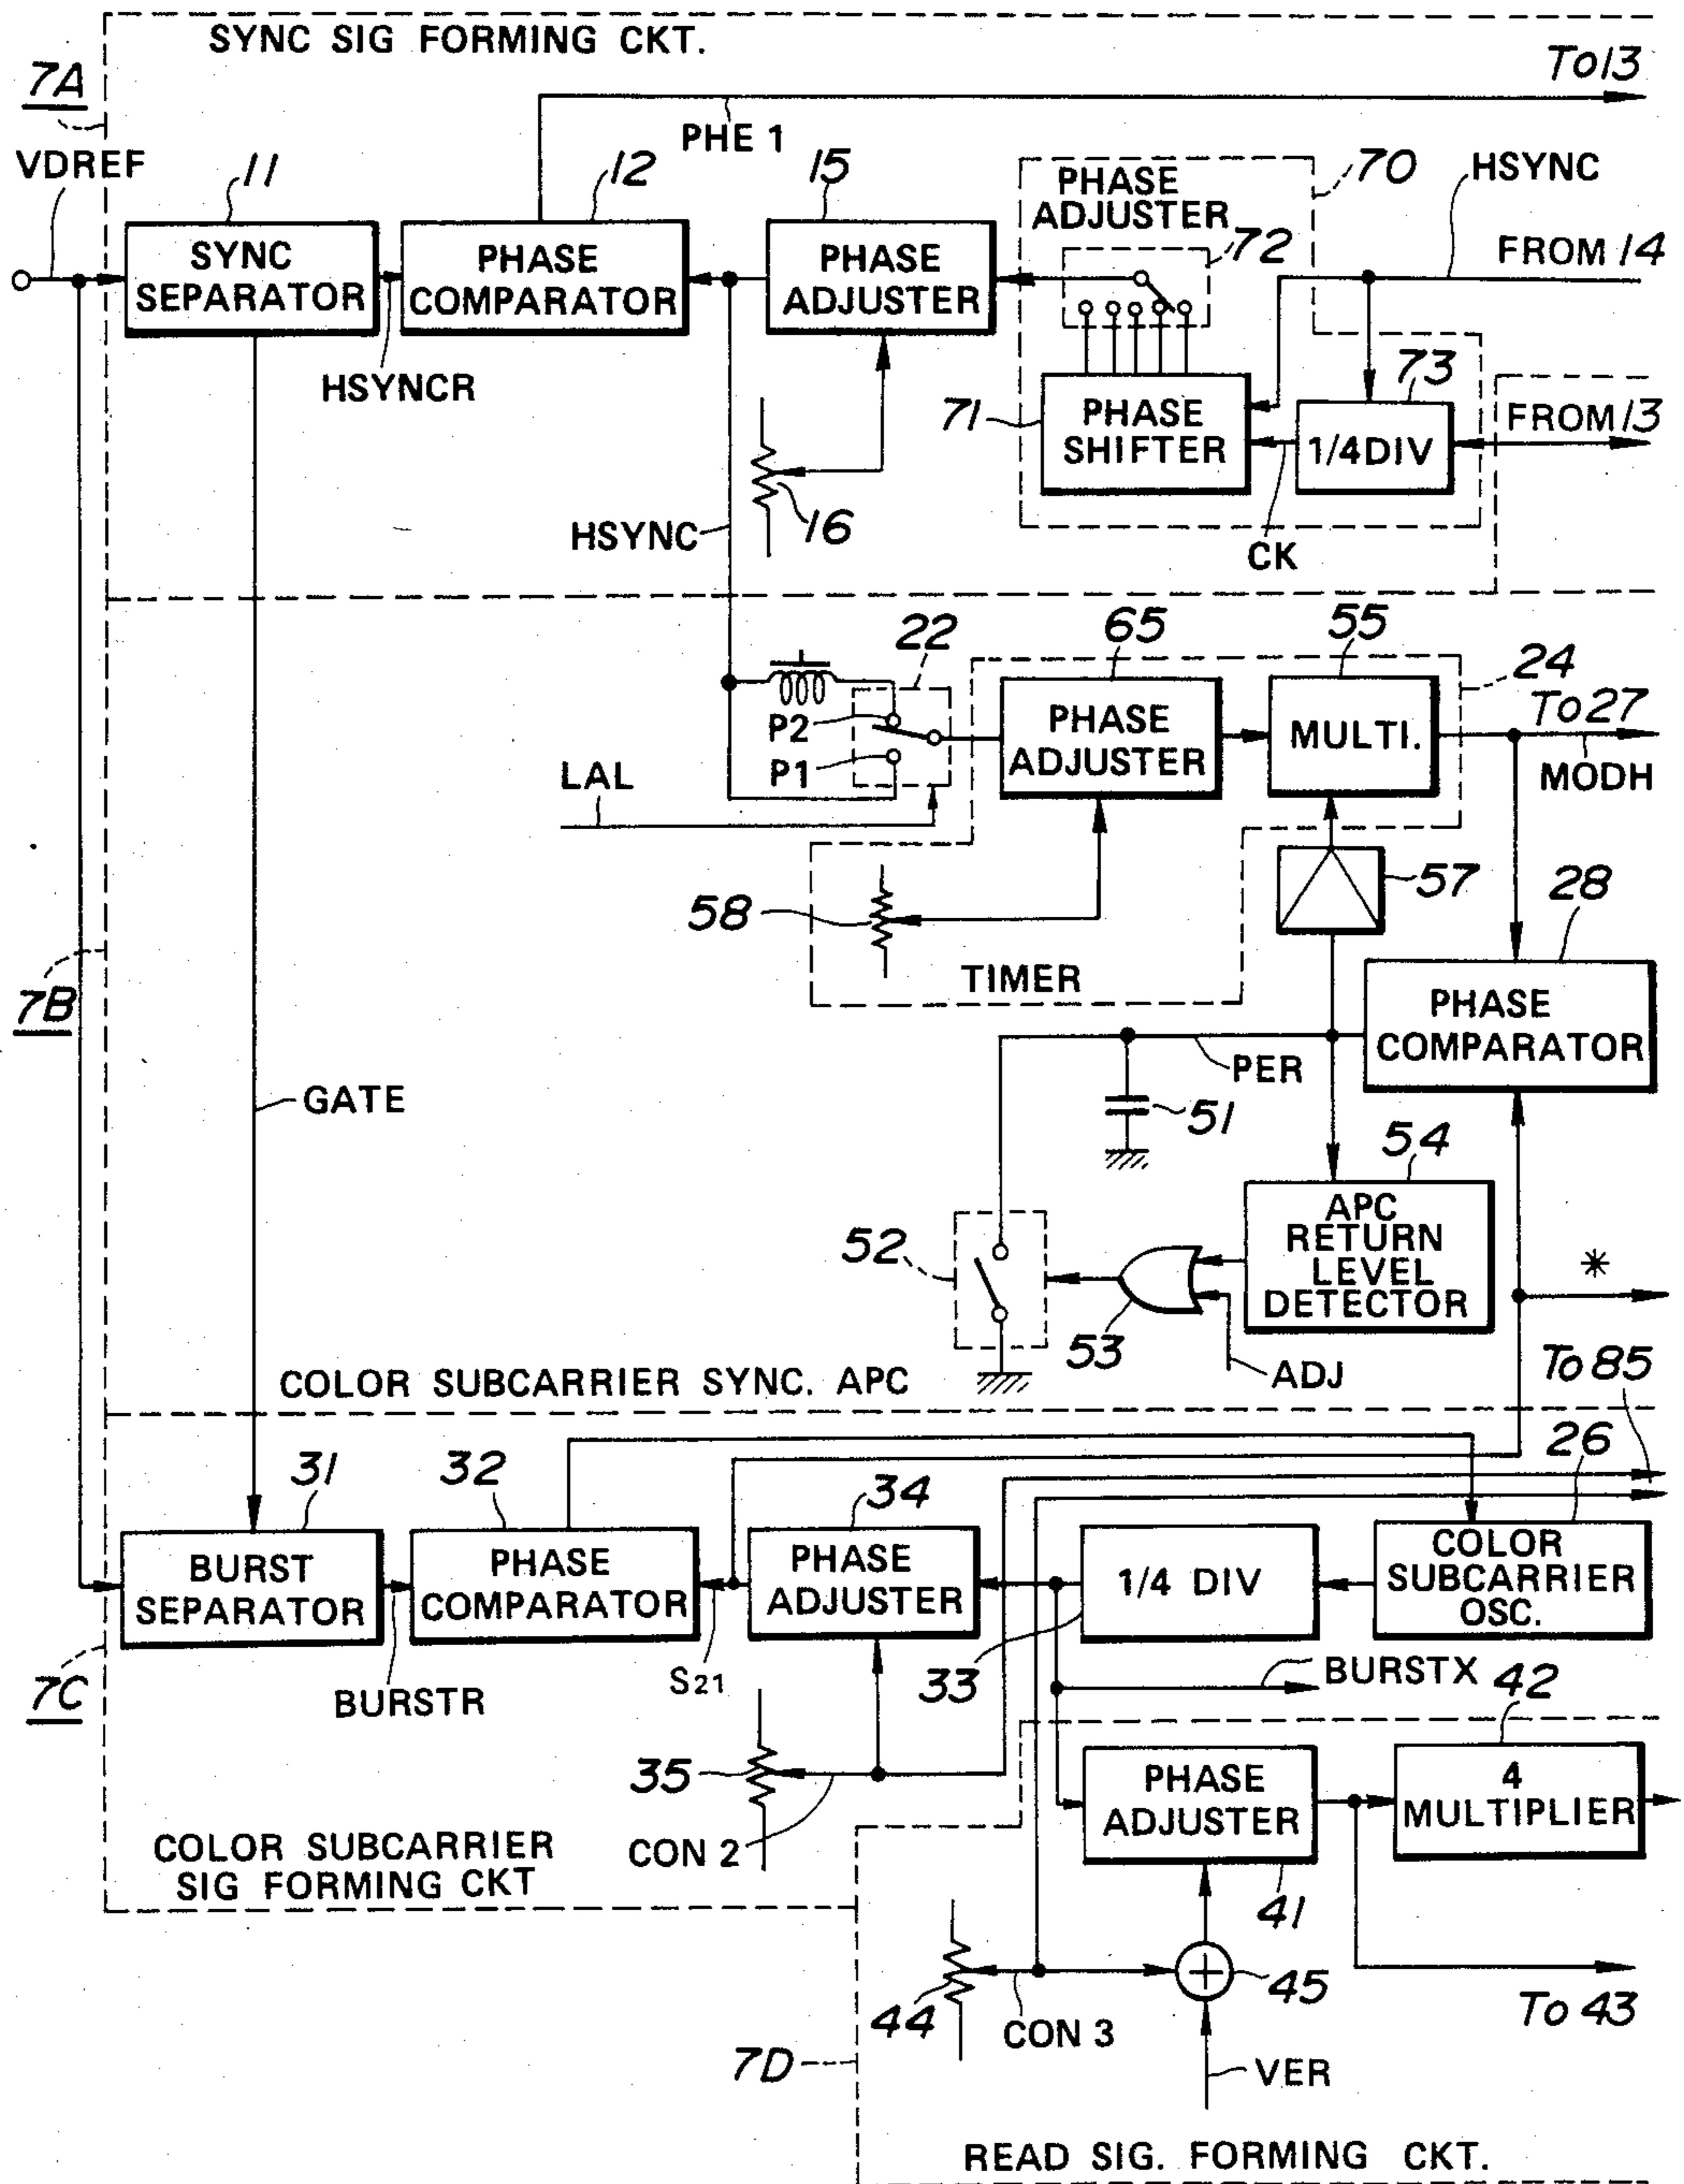 SYNC SIG FORMING CKT.
To 13
7A
PHE 1
VDREF
11
12
15
70
HSYNC
PHASE
ADJUSTER
72
FROM 14
SYNC
SEPARATOR
PHASE
COMPARATOR
PHASE
ADJUSTER
HSYNCR
71
PHASE
SHIFTER
73
1/4 DIV
FROM 13
HSYNC
16
CK
22
65
55
24
To 27
P2
P1
PHASE
ADJUSTER
MULTI.
MODH
LAL
57
28
58
TIMER
7B
PHASE
COMPARATOR
PER
GATE
51
54
APC
RETURN
LEVEL
DETECTOR
52
*
53
ADJ
To 85
COLOR SUBCARRIER SYNC. APC
26
31
32
34
BURST
SEPARATOR
PHASE
COMPARATOR
PHASE
ADJUSTER
1/4 DIV
COLOR
SUBCARRIER
OSC.
7C
BURSTR
S21
33
BURSTX
42
35
PHASE
ADJUSTER
4
MULTIPLIER
COLOR SUBCARRIER
SIG FORMING CKT
CON 2
41
44
CON 3
45
To 43
7D
VER
READ SIG. FORMING CKT.